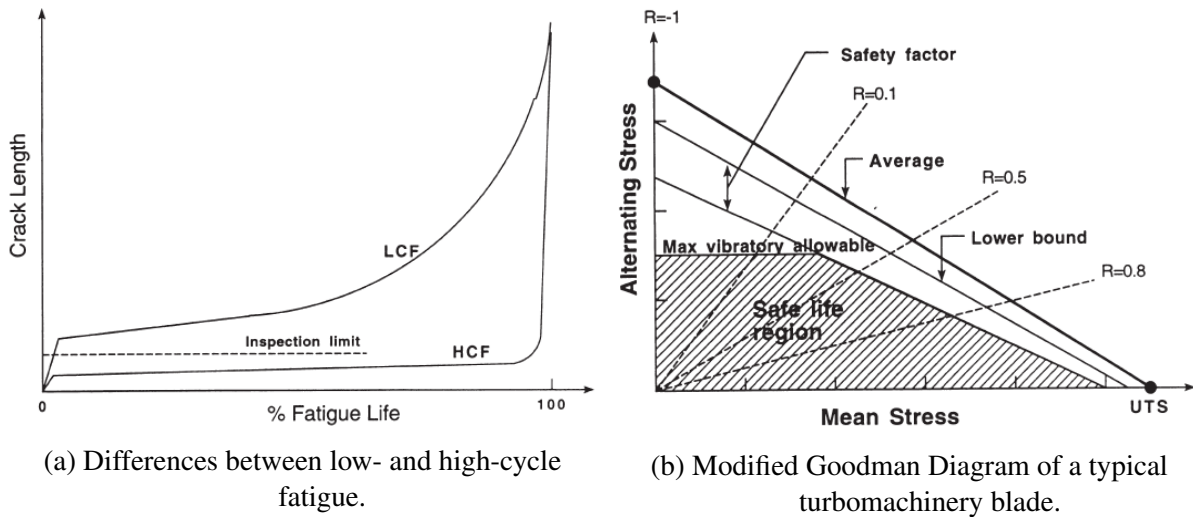 Crack Length
LCF
Inspection limit
HCF
0
100
% Fatigue Life
(a) Differences between low- and high-cycle
fatigue.
R=-1
Safety factor
R=0.1
Average
R=0.5
Alternating Stress
Max vibratory allowable
Lower bound
R=0.8
Safe life
region
UTS
Mean Stress
(b) Modified Goodman Diagram of a typical
turbomachinery blade.